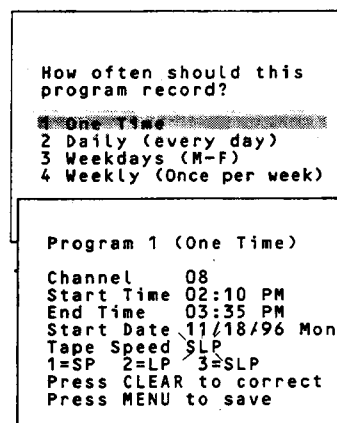 How often should this
program record?
1 One Time
2 Daily (every day)
3 Weekdays (M-F)
4 Weekly (Once per week)
Program 1 (One Time)
Channel 08
Start Time 02:10 PM
End Time 03:35 PM
Start Date 11/18/96 Mon
Tape Speed SLP
1=SP 2=LP 3=SLP
Press CLEAR to correct
Press MENU to save